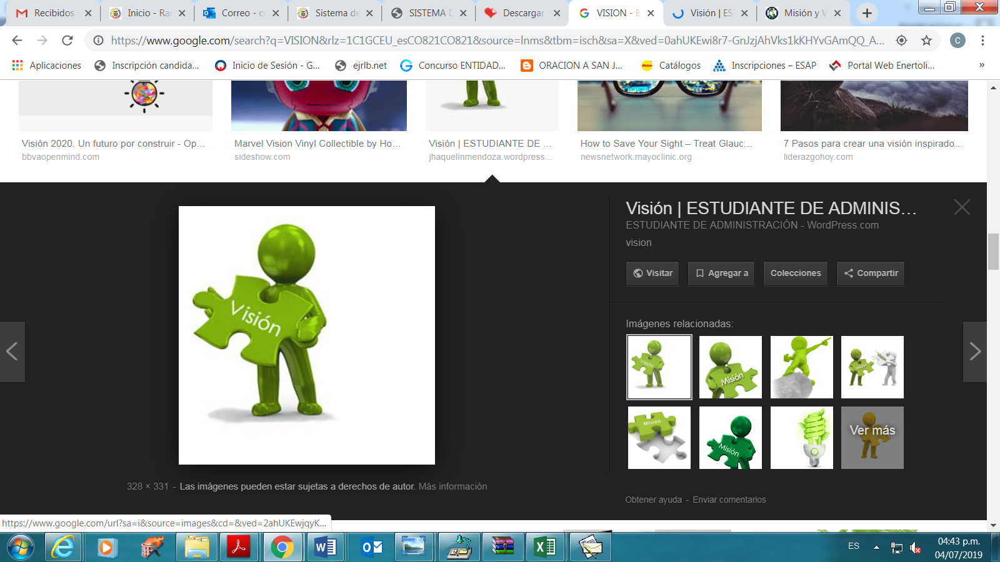 Recibidos
Inicio - Ra
Correo - c
Sistema de
SISTEMA D
Descargar
VISION - B
Visión | ES
Misión y V
https://www.google.com/search?q=VISION&rlz=1C1GCEU_esCO821CO821&source=lnms&tbm=isch&sa=X&ved=0ahUKEwi8r7-GnJzjAhVks1kKHYvGAmQQ_A...
C
Aplicaciones
Inscripción candida...
Inicio de Sesión - G...
ejrlb.net
Concurso ENTIDAD...
ORACION A SAN J...
Metro
Catálogos
Inscripciones – ESAP
Portal Web Enertoli...
»
Visión 2020. Un futuro por construir - Op...
bbvaopenmind.com
Marvel Vision Vinyl Collectible by Ho...
sideshow.com
Visión | ESTUDIANTE DE ...
jhaquelinmendoza.wordpress...
How to Save Your Sight – Treat Glauc...
newsnetwork.mayoclinic.org
7 Pasos para crear una visión inspirado...
liderazgohoy.com
Visión
328 × 331 - Las imágenes pueden estar sujetas a derechos de autor. Más información
Visión | ESTUDIANTE DE ADMINIS...
ESTUDIANTE DE ADMINISTRACIÓN - WordPress.com
vision
Visitar
Agregar a
Colecciones
Compartir
Imágenes relacionadas:
Visión
Misión
Misión
Misión
Misión
Ver más
Obtener ayuda - Enviar comentarios
https://www.google.com/url?sa=i&source=images&cd=&ved=2ahUKEwjqyK...
ES
04:43 p.m.
04/07/2019